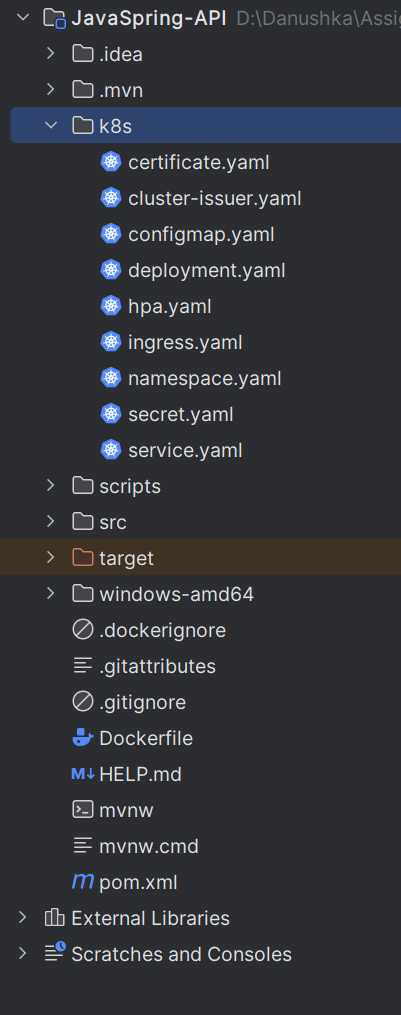 JavaSpring-API D:\Danushka\Assig
.idea
.mvn
k8s
certificate.yaml
cluster-issuer.yaml
configmap.yaml
deployment.yaml
hpa.yaml
ingress.yaml
namespace.yaml
secret.yaml
service.yaml
scripts
src
target
windows-amd64
.dockerignore
.gitattributes
.gitignore
Dockerfile
M↓ HELP.md
mvnw
mvnw.cmd
m pom.xml
External Libraries
Scratches and Consoles